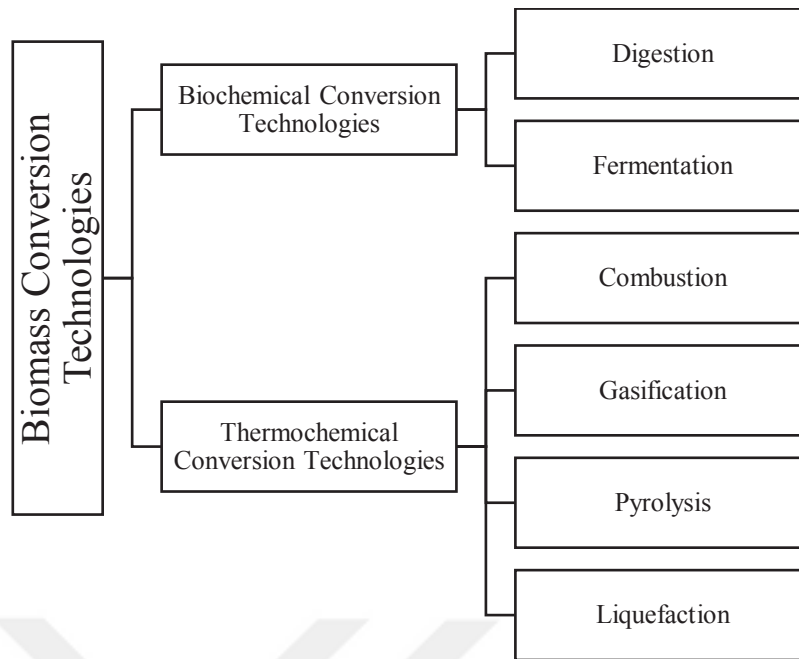 Biomass Conversion
Technologies
Biochemical Conversion
Technologies
Digestion
Fermentation
Thermochemical
Conversion Technologies
Combustion
Gasification
Pyrolysis
Liquefaction